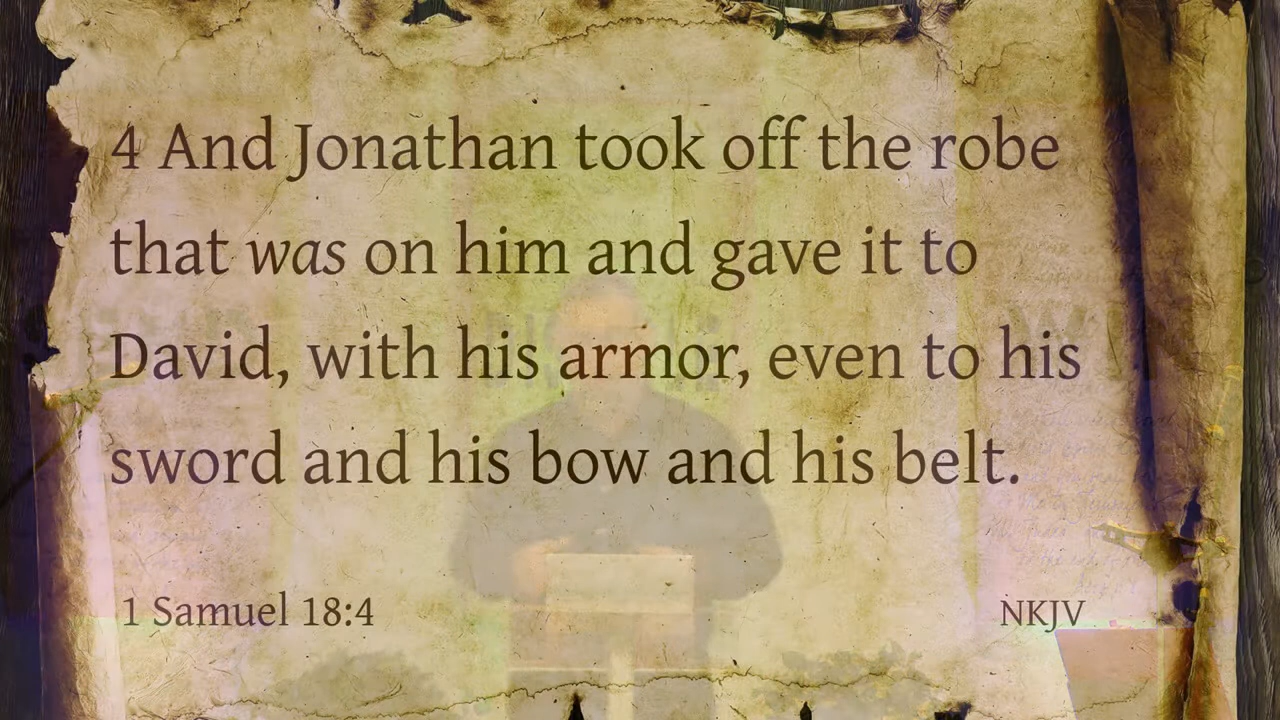 4 And Jonathan took off the robe
that was on him and gave it to
David, with his armor, even to his
sword and his bow and his belt.
1 Samuel 18:4 NKJV